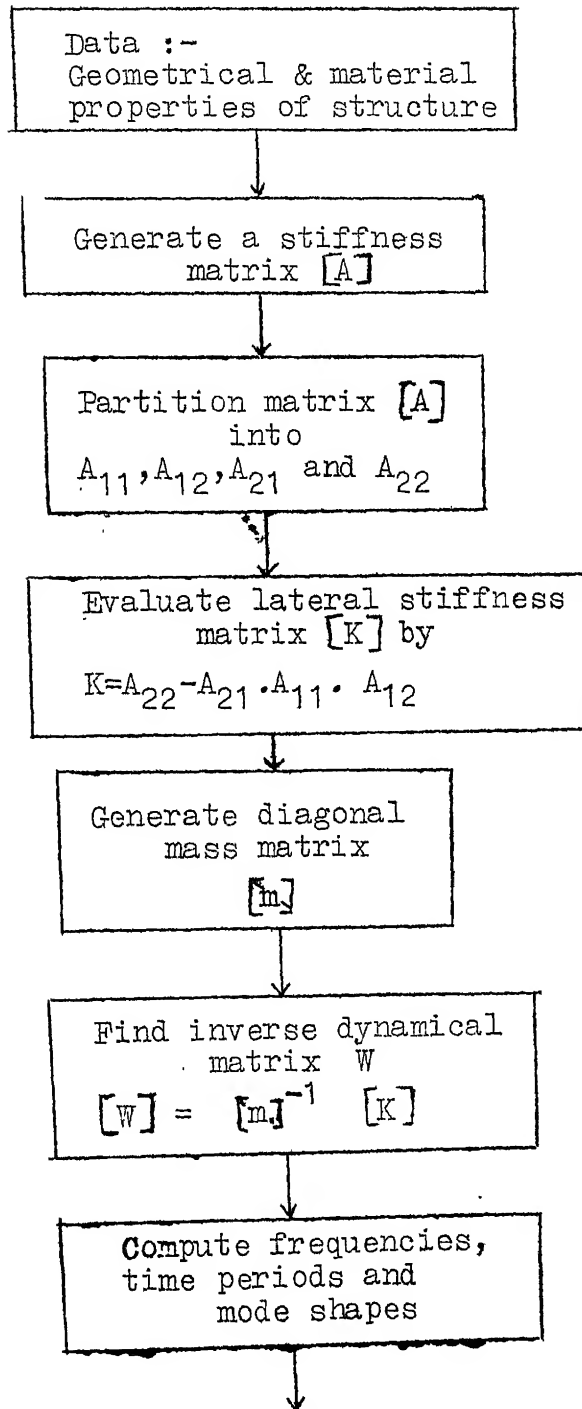 Data :-
Geometrical & material
properties of structure
Generate a stiffness
matrix [A]
Partition matrix [A]
into
A₁₁,A₁₂,A₂₁ and A₂₂
Evaluate lateral stiffness
matrix [K] by
K=A₂₂-A₂₁.A₁₁. A₁₂
Generate diagonal
mass matrix
[m]
Find inverse dynamical
matrix W
[W] = [m]⁻¹ [K]
Compute frequencies,
time periods and
mode shapes